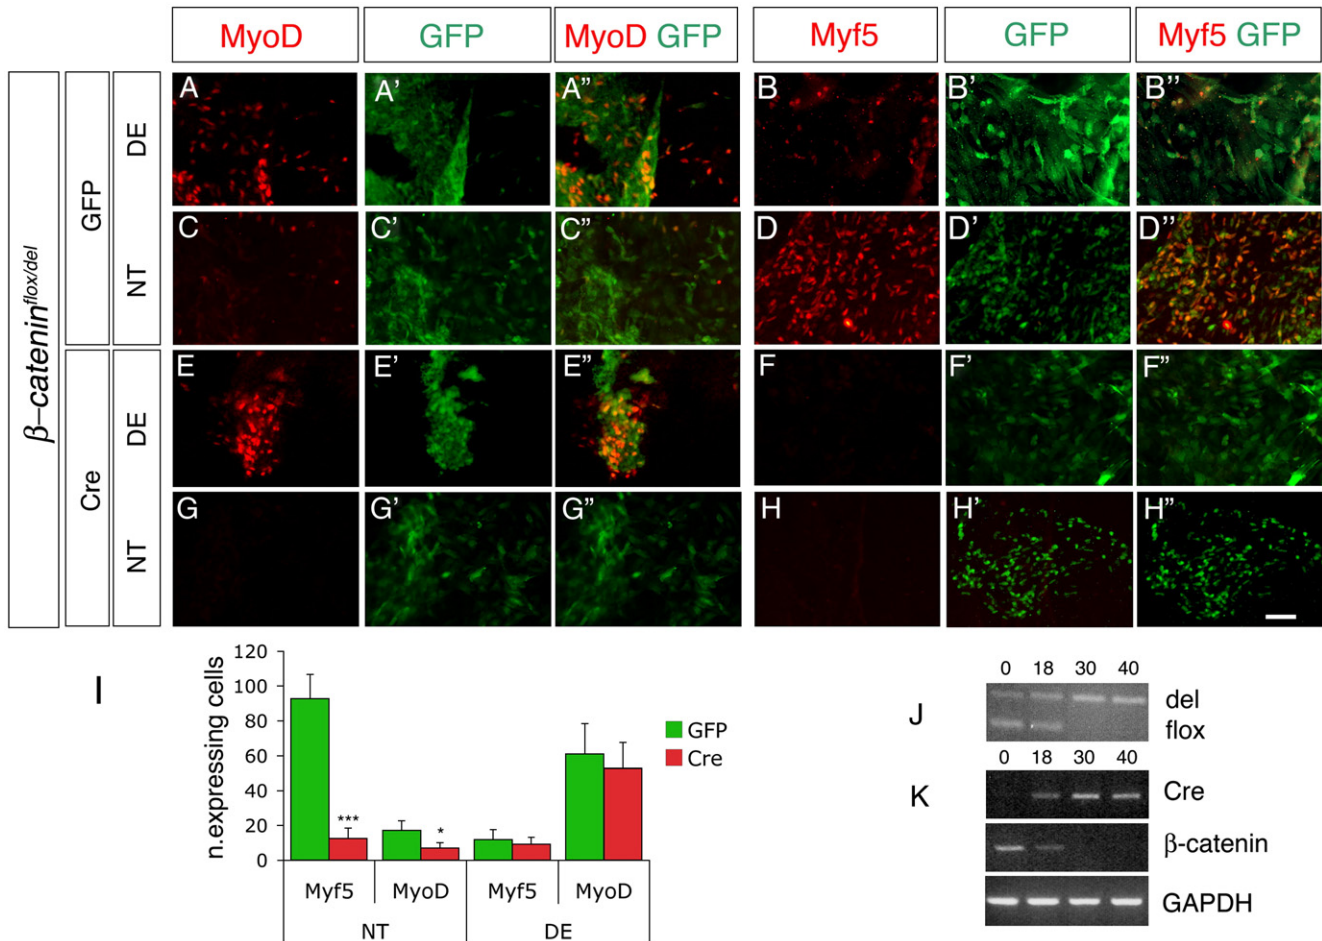 MyoD GFP MyoD GFP Myf5 GFP Myf5 GFP
β–catenin^flox/del
GFP
DE
A A' A" B B' B"
NT
C C' C" D D' D"
Cre
DE
E E' E" F F' F"
NT
G G' G" H H' H"
I
n.expressing cells
120
100
80
60
40
20
0
*** *
GFP
Cre
Myf5 MyoD Myf5 MyoD
NT DE
J
0 18 30 40
del
flox
K
0 18 30 40
Cre
β-catenin
GAPDH